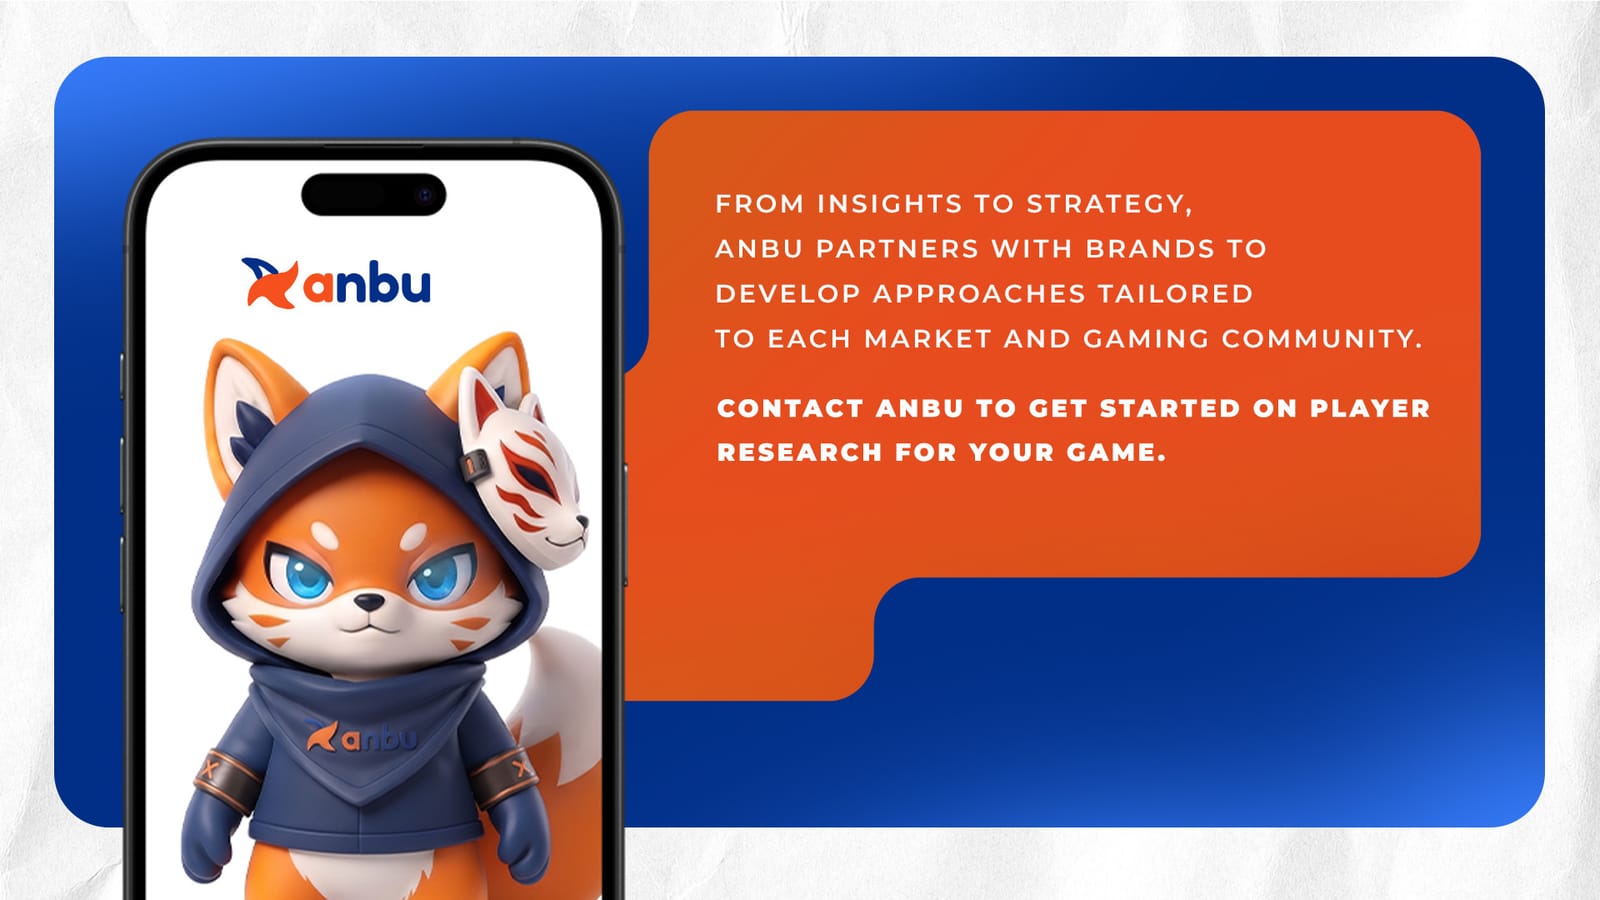 anbu
FROM INSIGHTS TO STRATEGY,
ANBU PARTNERS WITH BRANDS TO
DEVELOP APPROACHES TAILORED
TO EACH MARKET AND GAMING COMMUNITY.
CONTACT ANBU TO GET STARTED ON PLAYER
RESEARCH FOR YOUR GAME.
anbu